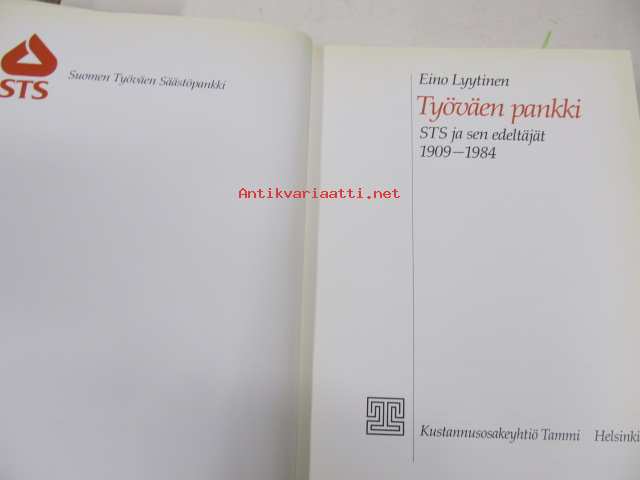 STS
Suomen Työväen Säästöpankki
Eino Lyytinen
Työväen pankki
STS ja sen edeltäjät
1909—1984
Antikvariaatti.net
Kustannusosakeyhtiö Tammi Helsinki